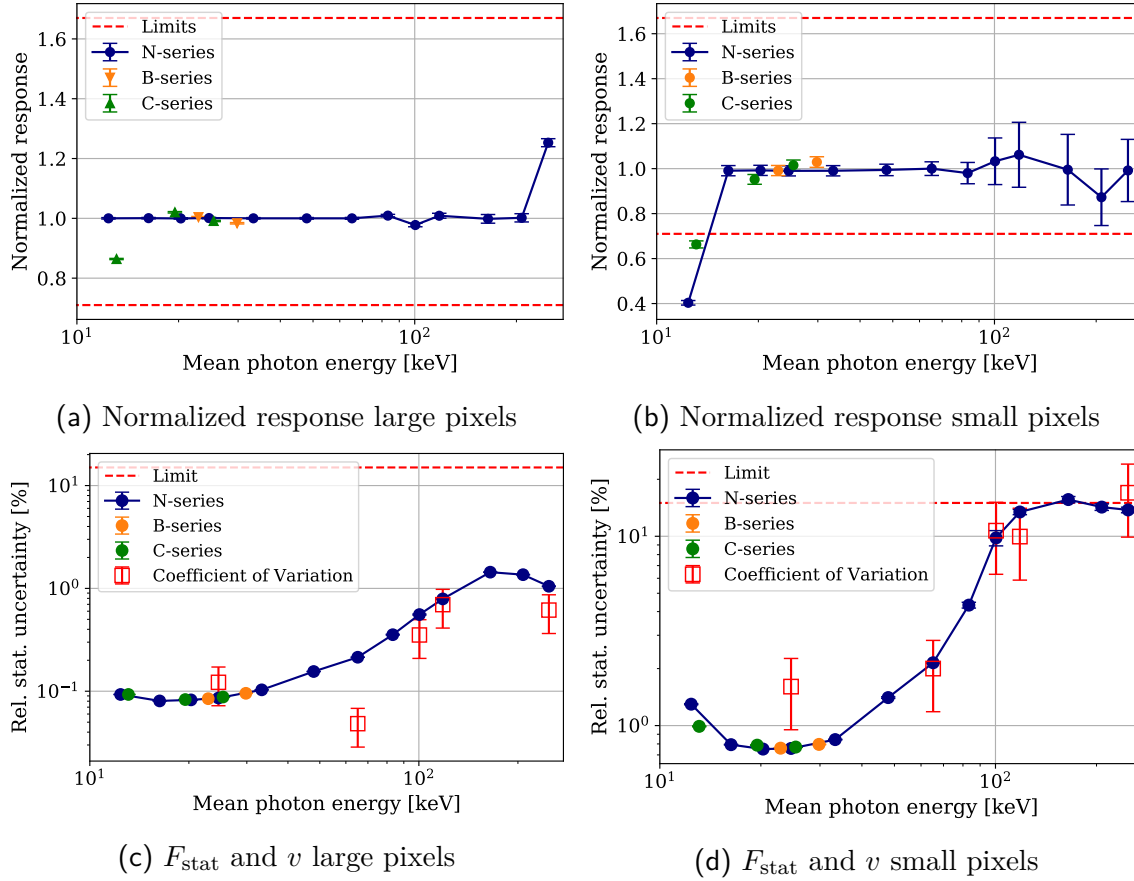 Normalized response
1.6
1.4
1.2
1.0
0.8
Limits
N-series
B-series
C-series
10^1
10^2
Mean photon energy [keV]
(a) Normalized response large pixels
Normalized response
1.6
1.4
1.2
1.0
0.8
0.6
0.4
Limits
N-series
B-series
C-series
10^1
10^2
Mean photon energy [keV]
(b) Normalized response small pixels
Rel. stat. uncertainty [%]
10^1
10^0
10^−1
Limit
N-series
B-series
C-series
Coefficient of Variation
10^1
10^2
Mean photon energy [keV]
(c) F_stat and v large pixels
Rel. stat. uncertainty [%]
10^1
10^0
Limit
N-series
B-series
C-series
Coefficient of Variation
10^1
10^2
Mean photon energy [keV]
(d) F_stat and v small pixels